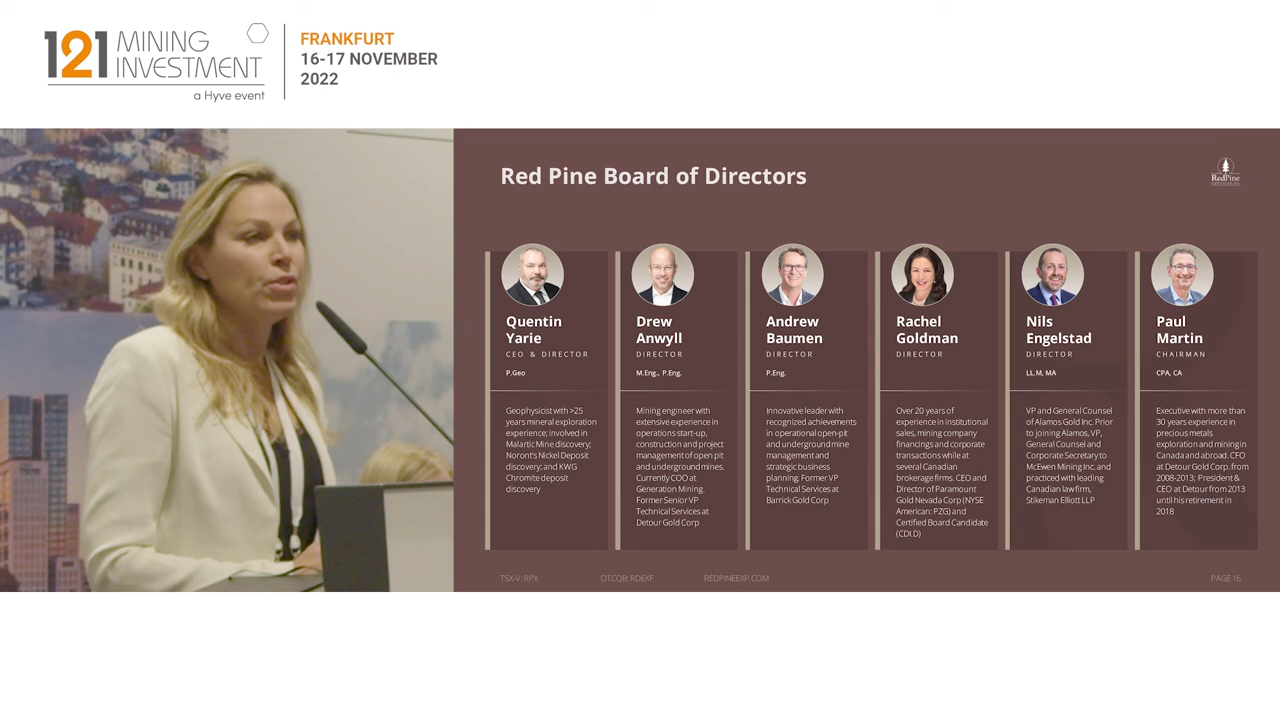 121 MINING
INVESTMENT
a Hyve event
FRANKFURT
16-17 NOVEMBER
2022
Red Pine Board of Directors
RedPine
Quentin
Yarie
CEO & DIRECTOR
P.Geo
Geophysicist with >25
years mineral exploration
experience; involved in
Malartic Mine discovery;
Noront's Nickel Deposit
discovery; and KWG
Chromite deposit
discovery
Drew
Anwyll
DIRECTOR
M.Eng., P.Eng.
Mining engineer with
extensive experience in
operations start-up,
construction and project
management of open pit
and underground mines.
Currently COO at
Generation Mining.
Former Senior VP
Technical Services at
Detour Gold Corp
Andrew
Baumen
DIRECTOR
P.Eng.
Innovative leader with
recognized achievements
in operational open-pit
and underground mine
management and
strategic business
planning. Former VP
Technical Services at
Barrick Gold Corp
Rachel
Goldman
DIRECTOR
Over 20 years of
experience in institutional
sales, mining company
financings and corporate
transactions while at
several Canadian
brokerage firms. CEO and
Director of Paramount
Gold Nevada Corp (NYSE
American: PZG) and
Certified Board Candidate
(CDI.D)
Nils
Engelstad
DIRECTOR
LL.M, MA
VP and General Counsel
of Alamos Gold Inc. Prior
to joining Alamos, VP,
General Counsel and
Corporate Secretary to
McEwen Mining Inc. and
practiced with leading
Canadian law firm,
Stikeman Elliott LLP
Paul
Martin
CHAIRMAN
CPA, CA
Executive with more than
30 years experience in
precious metals
exploration and mining in
Canada and abroad. CFO
at Detour Gold Corp. from
2008-2013; President &
CEO at Detour from 2013
until his retirement in
2018
TSX-V: RPX
OTCQB: RDEXF
REDPINEEXP.COM
PAGE 16